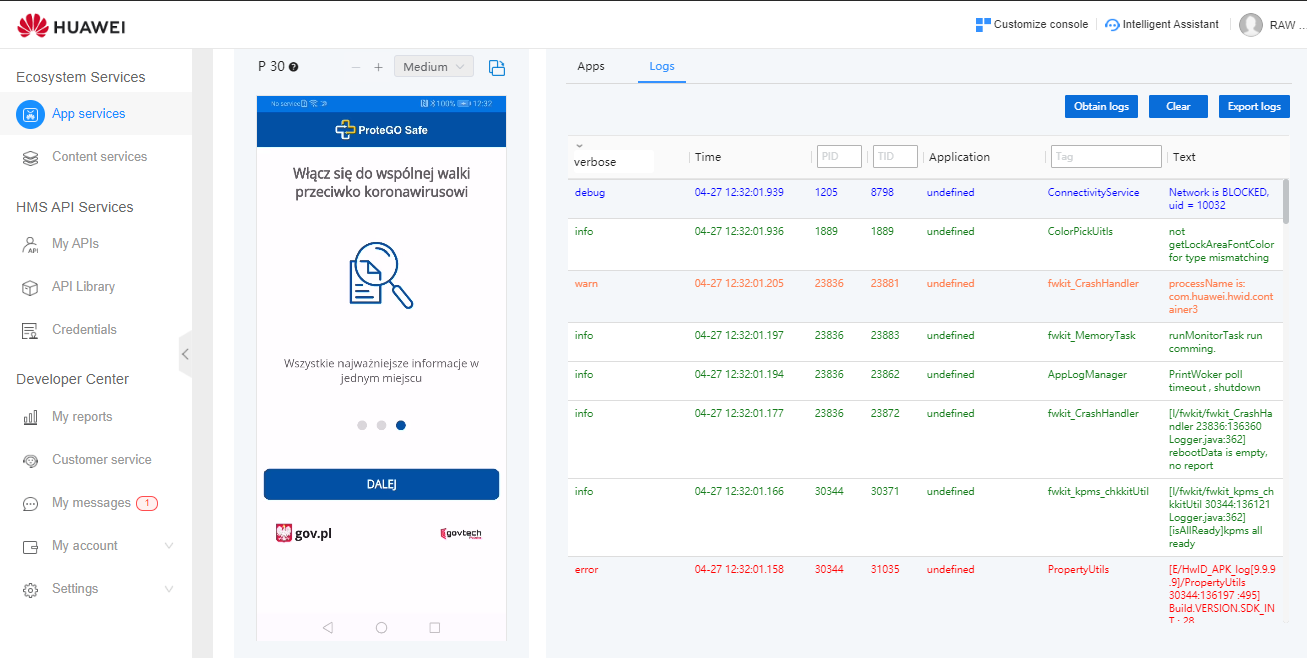 HUAWEI
Customize console
Intelligent Assistant
RAW ...
Ecosystem Services
App services
Content services
HMS API Services
My APIs
API Library
Credentials
Developer Center
My reports
Customer service
My messages 1
My account
Settings
P 30 ?
− + Medium
No service 100% 12:32
ProteGO Safe
Włącz się do wspólnej walki
przeciwko koronawirusowi
Wszystkie najważniejsze informacje w
jednym miejscu
DALEJ
gov.pl
govtech
Apps Logs
Obtain logs Clear Export logs
verbose Time PID TID Application Tag Text
debug 04-27 12:32:01.939 1205 8798 undefined ConnectivityService Network is BLOCKED,
uid = 10032
info 04-27 12:32:01.936 1889 1889 undefined ColorPickUitls not
getLockAreaFontColor
for type mismatching
warn 04-27 12:32:01.205 23836 23881 undefined fwkit_CrashHandler processName is:
com.huawei.hwid.cont
ainer3
info 04-27 12:32:01.197 23836 23883 undefined fwkit_MemoryTask runMonitorTask run
comming.
info 04-27 12:32:01.194 23836 23862 undefined AppLogManager PrintWoker poll
timeout , shutdown
info 04-27 12:32:01.177 23836 23872 undefined fwkit_CrashHandler [I/fwkit/fwkit_CrashHa
ndler 23836:136360
Logger.java:362]
rebootData is empty,
no report
info 04-27 12:32:01.166 30344 30371 undefined fwkit_kpms_chkkitUtil [I/fwkit/fwkit_kpms_ch
kkitUtil 30344:136121
Logger.java:362]
[isAllReady]kpms all
ready
error 04-27 12:32:01.158 30344 31035 undefined PropertyUtils [E/HwID_APK_log[9.9.9
.9]/PropertyUtils
30344:136197 :495]
Build.VERSION.SDK_IN
T : 28